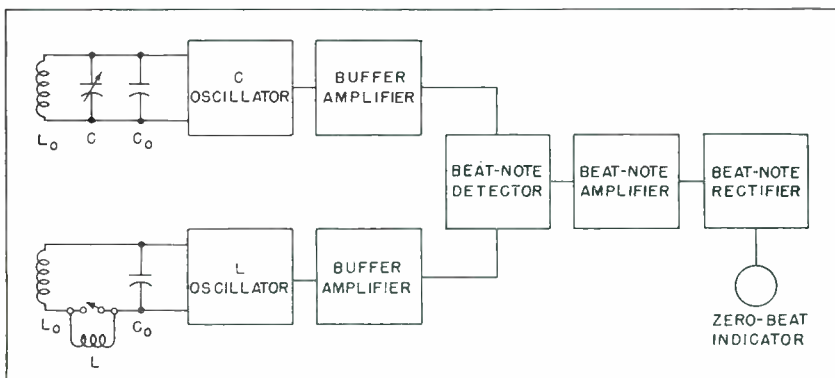 L₀
C
C₀
C
OSCILLATOR
BUFFER
AMPLIFIER
BEAT-NOTE
DETECTOR
BEAT-NOTE
AMPLIFIER
BEAT-NOTE
RECTIFIER
L₀
L
C₀
L
OSCILLATOR
BUFFER
AMPLIFIER
ZERO-BEAT
INDICATOR